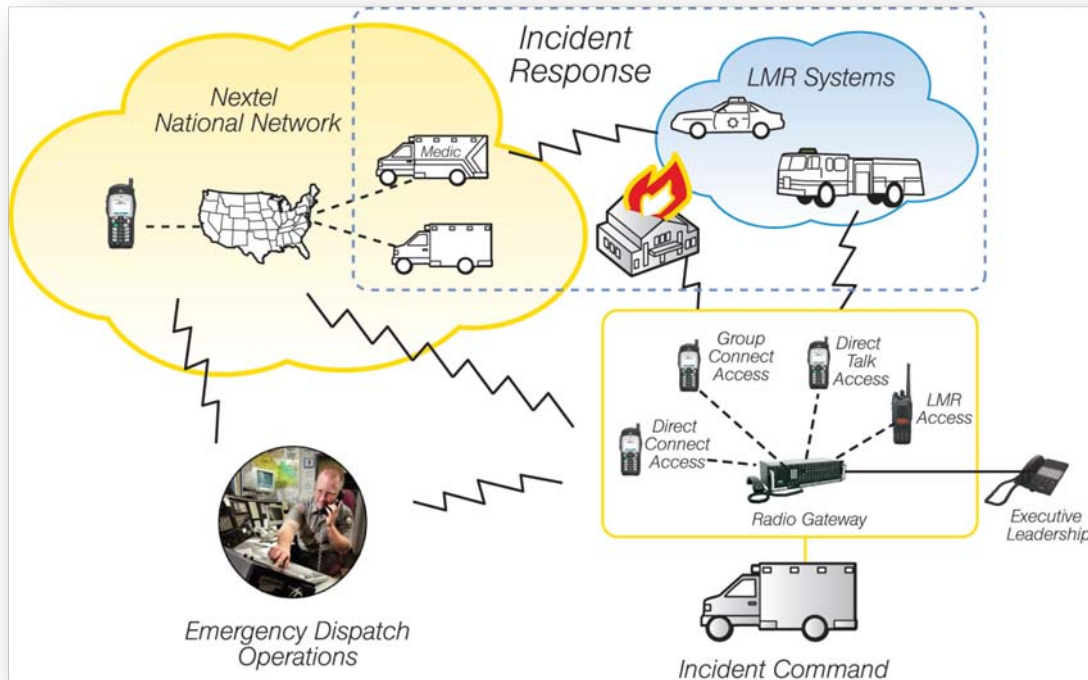 Incident
Response
Nextel
National Network
LMR Systems
Medic
Group
Connect
Access
Direct
Talk
Access
LMR
Access
Direct
Connect
Access
Radio Gateway
Executive
Leadership
Emergency Dispatch
Operations
Incident Command